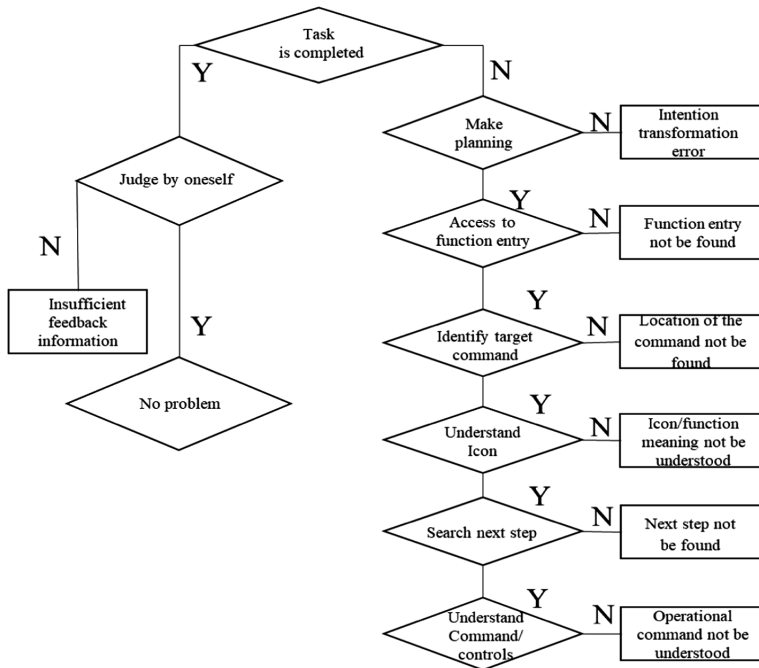 Task
is completed
Y
N
Make
planning
N
Intention
transformation
error
Judge by oneself
Y
Access to
function entry
N
Function entry
not be found
N
Insufficient
feedback
information
Y
Y
Identify target
command
N
Location of the
command not be
found
No problem
Y
Understand
Icon
N
Icon/function
meaning not be
understood
Y
Search next step
N
Next step not
be found
Y
Understand
Command/
controls
N
Operational
command not be
understood